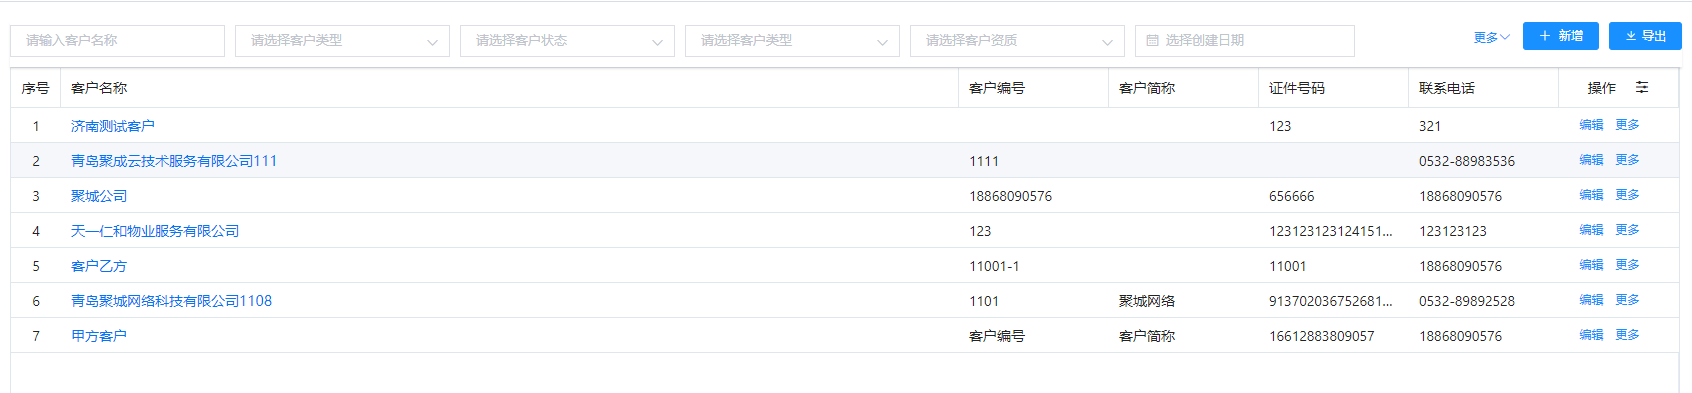 请输入客户名称 请选择客户类型 请选择客户状态 请选择客户类型 请选择客户资质 选择创建日期 更多 新增 导出
序号 客户名称 客户编号 客户简称 证件号码 联系电话 操作
1 济南测试客户 123 321 编辑 更多
2 青岛聚成云技术服务有限公司111 1111 0532-88983536 编辑 更多
3 聚城公司 18868090576 656666 18868090576 编辑 更多
4 天一仁和物业服务有限公司 123 123123123124151... 123123123 编辑 更多
5 客户乙方 11001-1 11001 18868090576 编辑 更多
6 青岛聚城网络科技有限公司1108 1101 聚城网络 913702036752681... 0532-89892528 编辑 更多
7 甲方客户 客户编号 客户简称 16612883809057 18868090576 编辑 更多